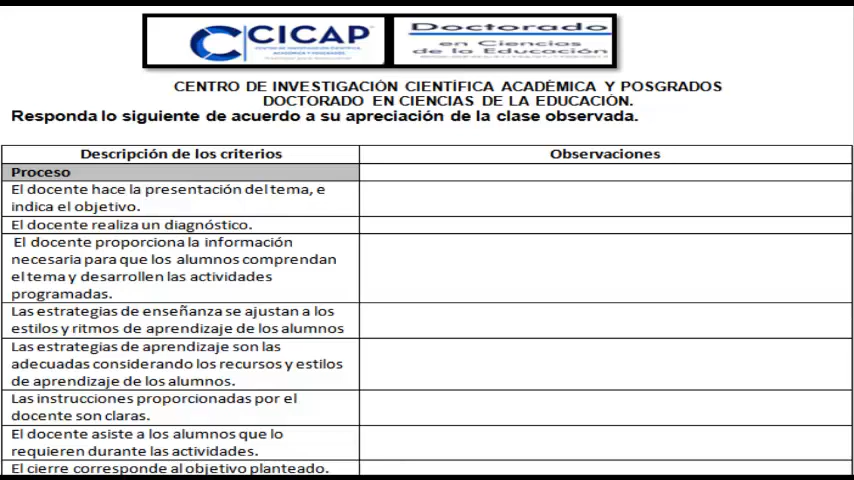 CICAP
CENTRO DE INVESTIGACIÓN CIENTÍFICA,
ACADÉMICA Y POSGRADOS
Doctorado
en Ciencias
de la Educación
CENTRO DE INVESTIGACIÓN CIENTÍFICA ACADÉMICA Y POSGRADOS
DOCTORADO EN CIENCIAS DE LA EDUCACIÓN.
Responda lo siguiente de acuerdo a su apreciación de la clase observada.
Descripción de los criterios
Observaciones
Proceso
El docente hace la presentación del tema, e
indica el objetivo.
El docente realiza un diagnóstico.
El docente proporciona la información
necesaria para que los alumnos comprendan
el tema y desarrollen las actividades
programadas.
Las estrategias de enseñanza se ajustan a los
estilos y ritmos de aprendizaje de los alumnos
Las estrategias de aprendizaje son las
adecuadas considerando los recursos y estilos
de aprendizaje de los alumnos.
Las instrucciones proporcionadas por el
docente son claras.
El docente asiste a los alumnos que lo
requieren durante las actividades.
El cierre corresponde al objetivo planteado.